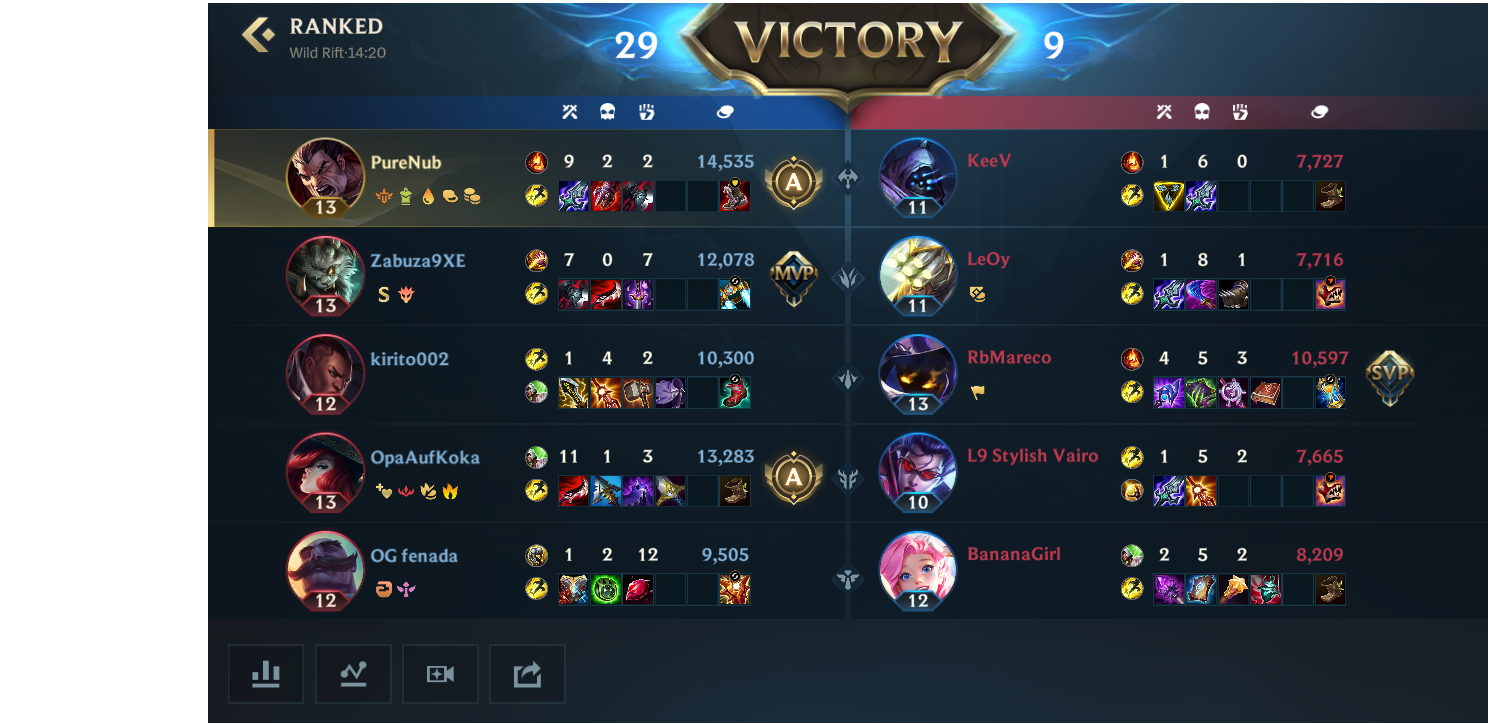 RANKED
Wild Rift·14:20
29 VICTORY 9
PureNub 9 2 2 14,535 A
13
KeeV 1 6 0 7,727
11
Zabuza9XE 7 0 7 12,078 MVP
S
13
LeOy 1 8 1 7,716
11
kirito002 1 4 2 10,300
12
RbMareco 4 5 3 10,597 SVP
13
OpaAufKoka 11 1 3 13,283 A
13
L9 Stylish Vairo 1 5 2 7,665
10
OG fenada 1 2 12 9,505
12
BananaGirl 2 5 2 8,209
12